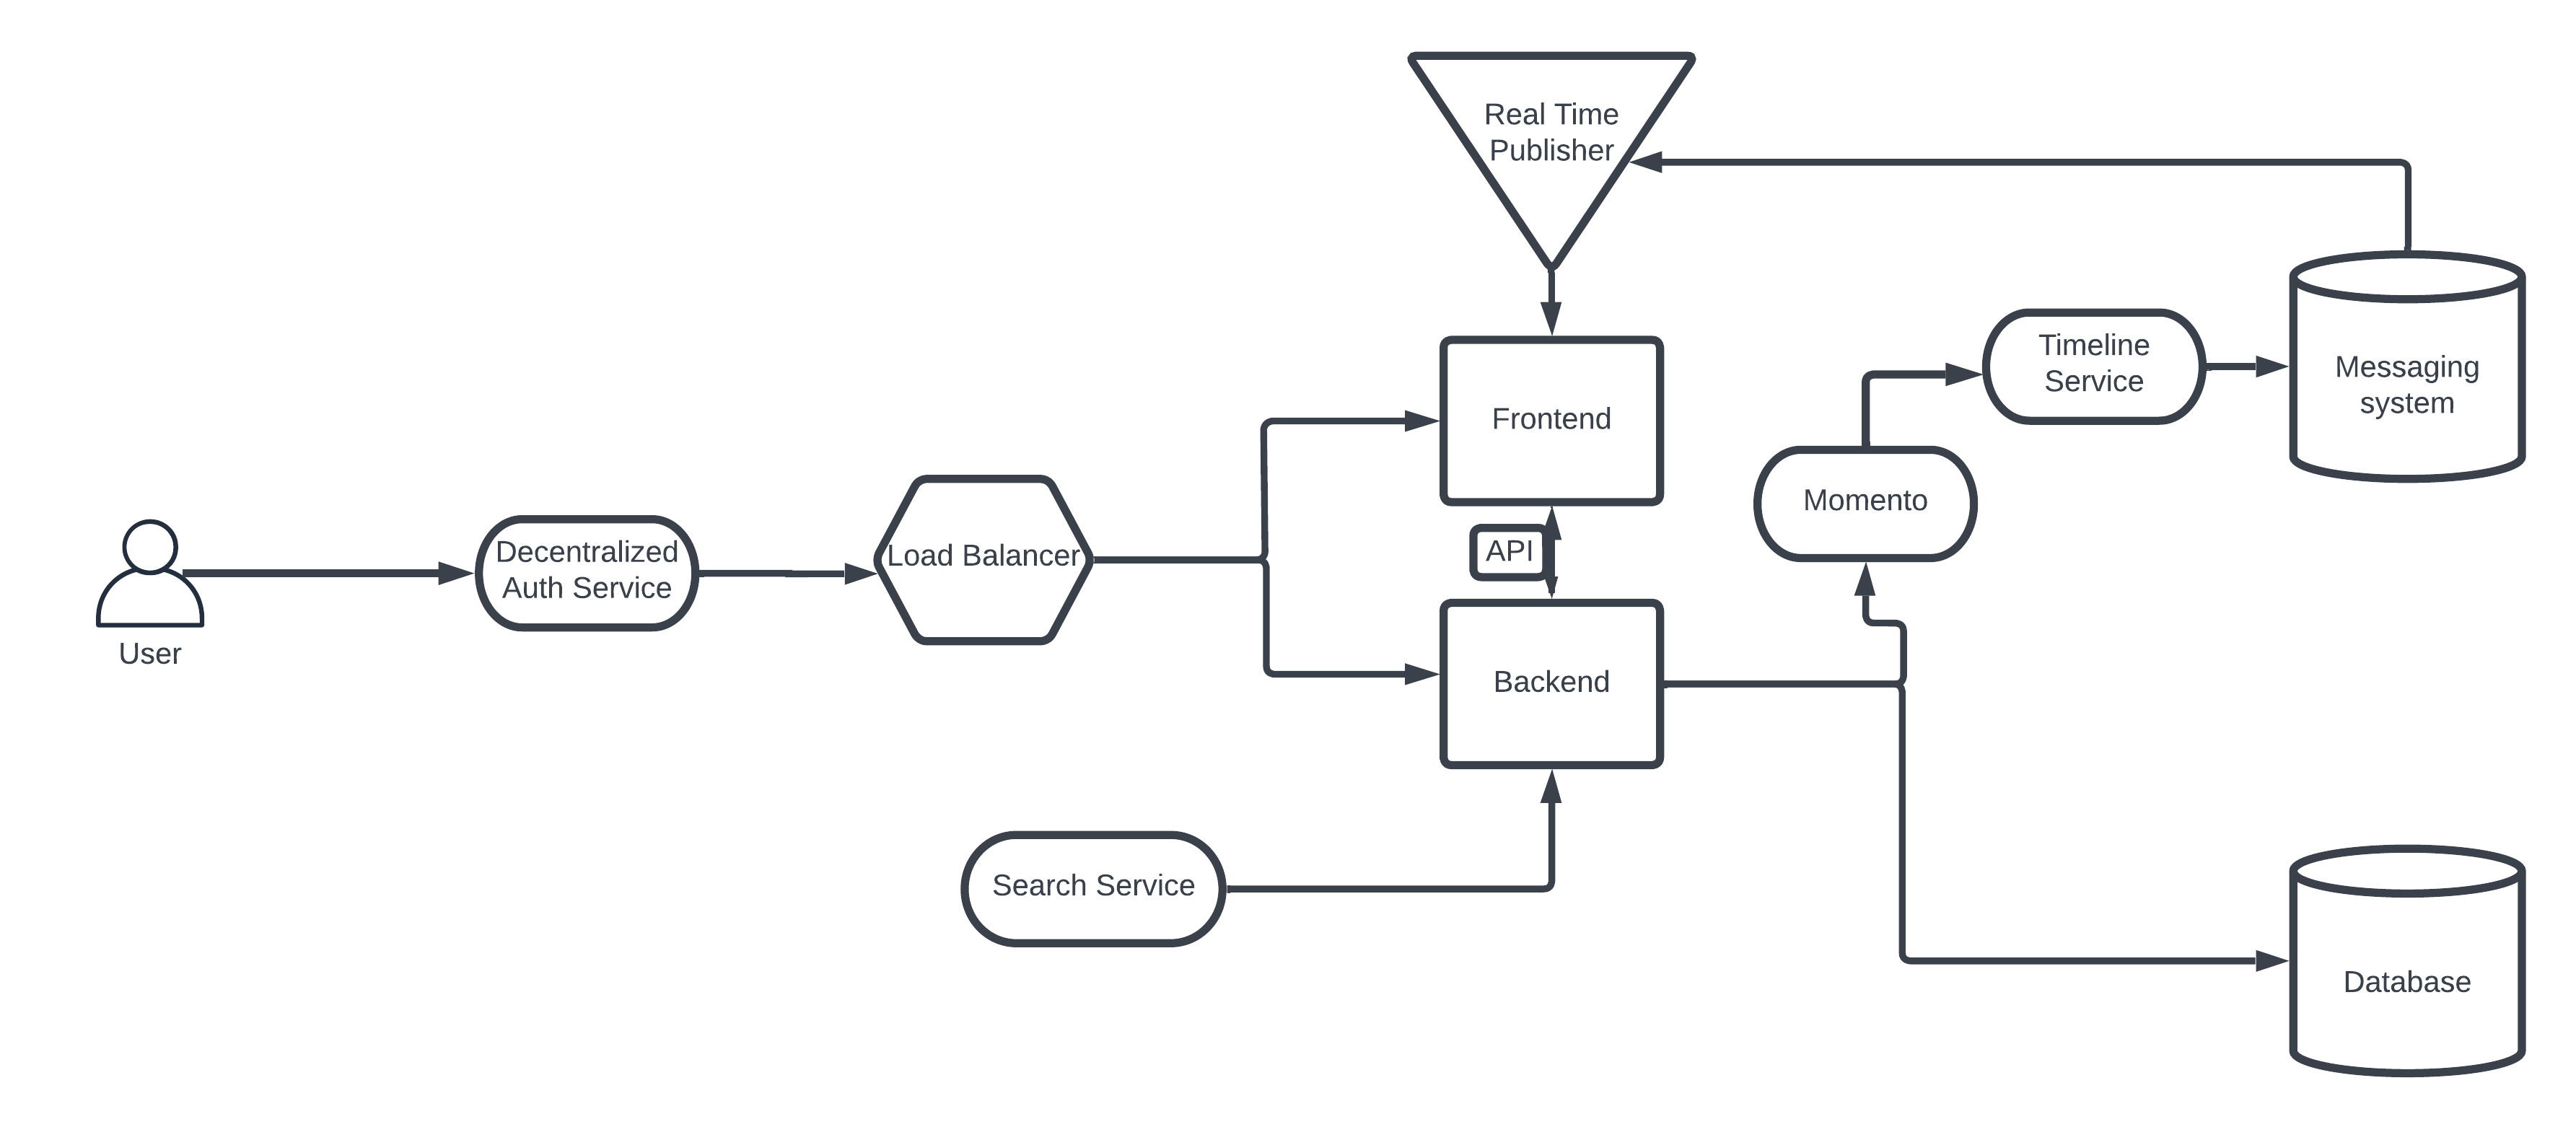 Real Time
Publisher
Timeline
Service
Messaging
system
Frontend
Momento
Decentralized
Auth Service
Load Balancer
API
User
Backend
Search Service
Database